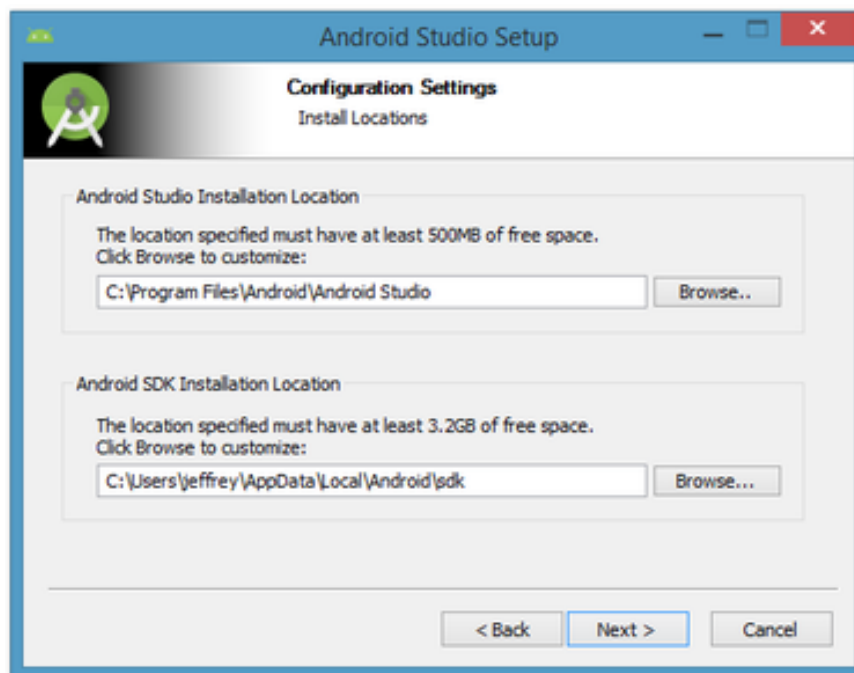 Android Studio Setup
Configuration Settings
Install Locations
Android Studio Installation Location
The location specified must have at least 500MB of free space.
Click Browse to customize:
C:\Program Files\Android\Android Studio
Browse..
Android SDK Installation Location
The location specified must have at least 3.2GB of free space.
Click Browse to customize:
C:\Users\jeffrey\AppData\Local\Android\sdk
Browse...
< Back
Next >
Cancel